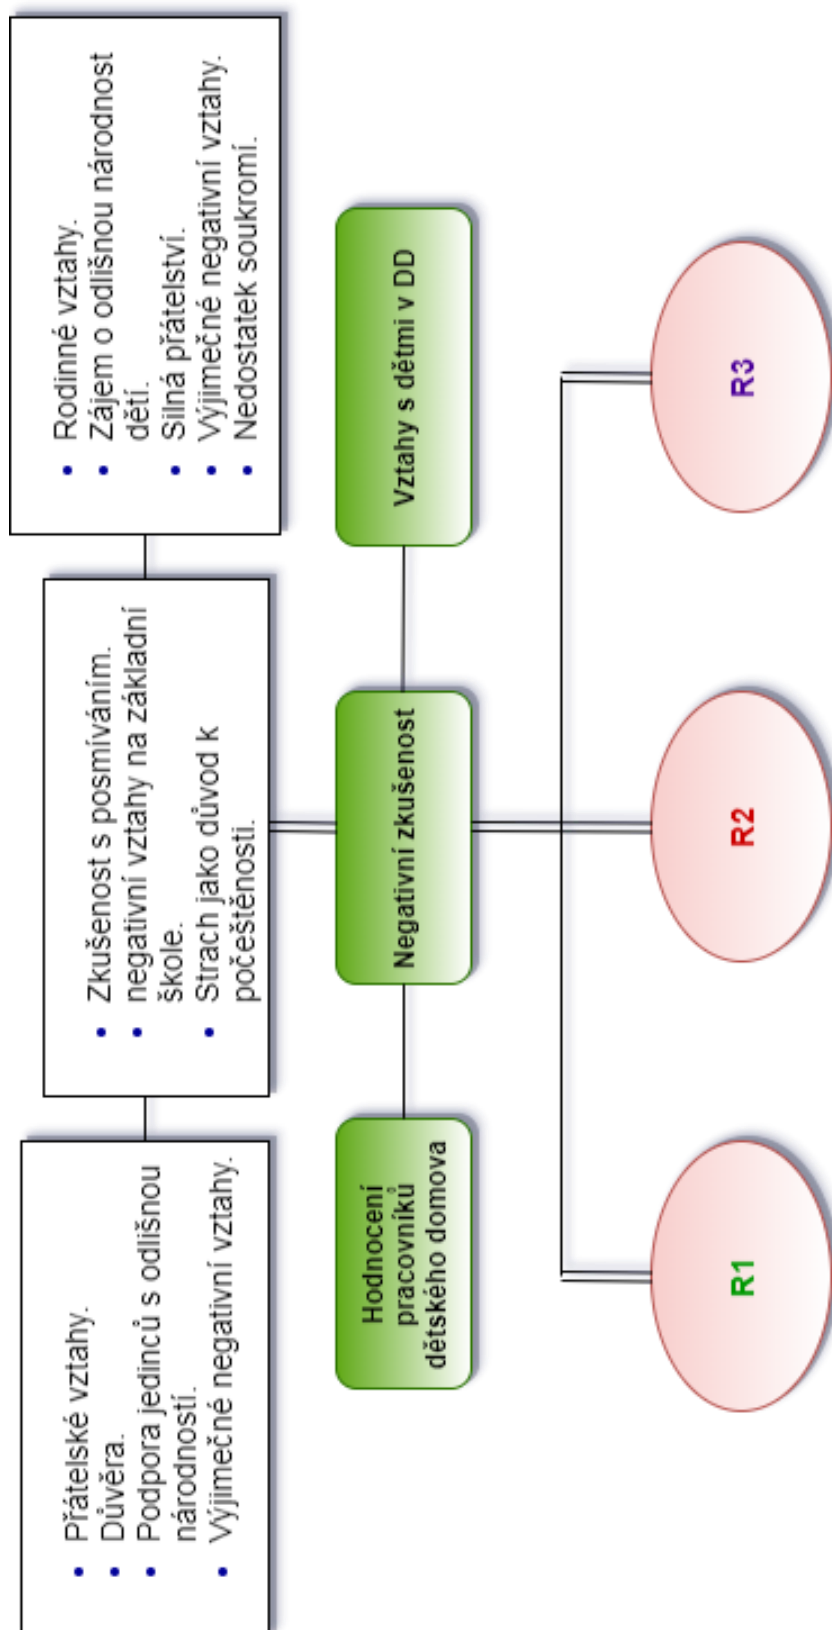 Přátelské vztahy.
Důvěra.
Podpora jedinců s odlišnou
národností.
Výjimečné negativní vztahy.
Zkušenost s posmíváním.
negativní vztahy na základní
škole.
Strach jako důvod k
počeštěnosti.
Rodinné vztahy.
Zájem o odlišnou národnost
dětí.
Silná přátelství.
Výjimečné negativní vztahy.
Nedostatek soukromí.
Hodnocení
pracovníků
dětského domova
Negativní zkušenost
Vztahy s dětmi v DD
R1
R2
R3